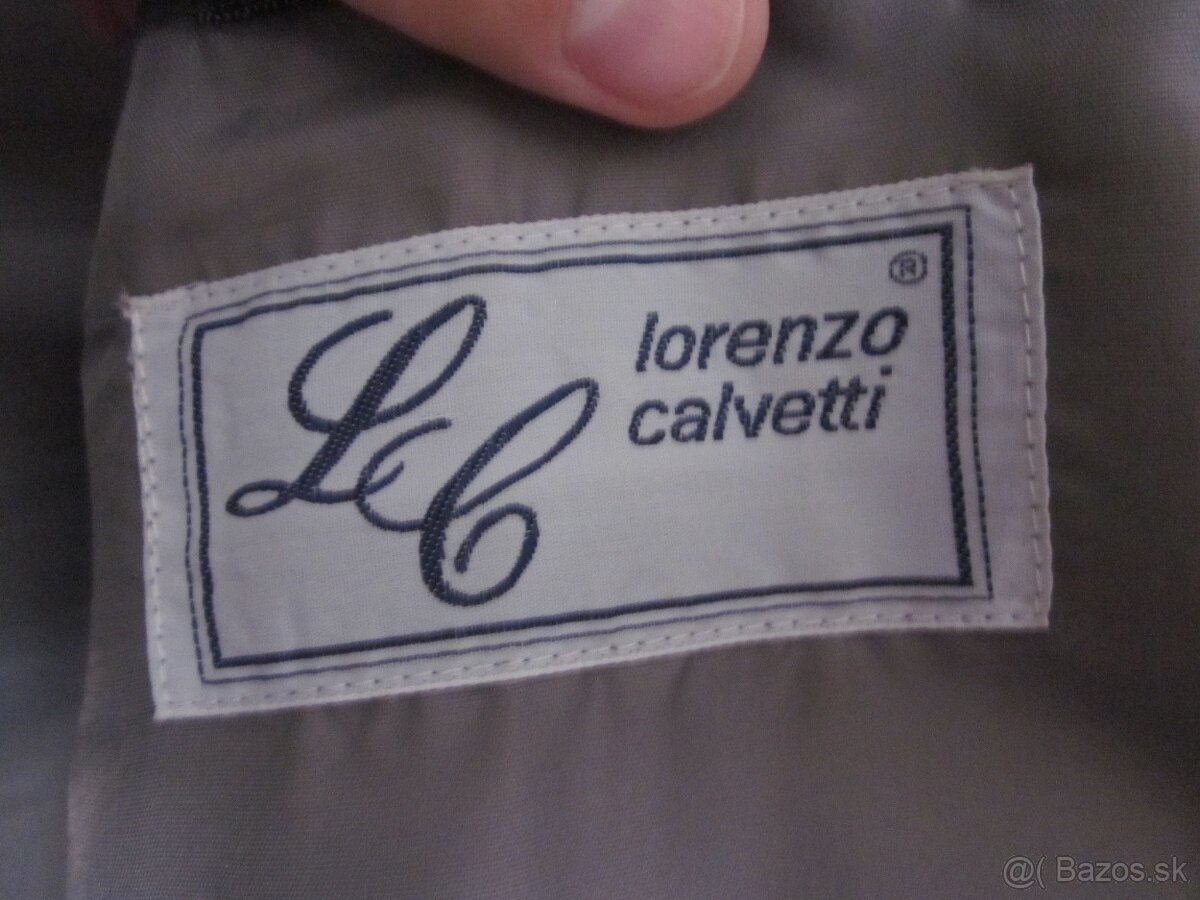 LC
lorenzo ®
calvetti
@( Bazos.sk